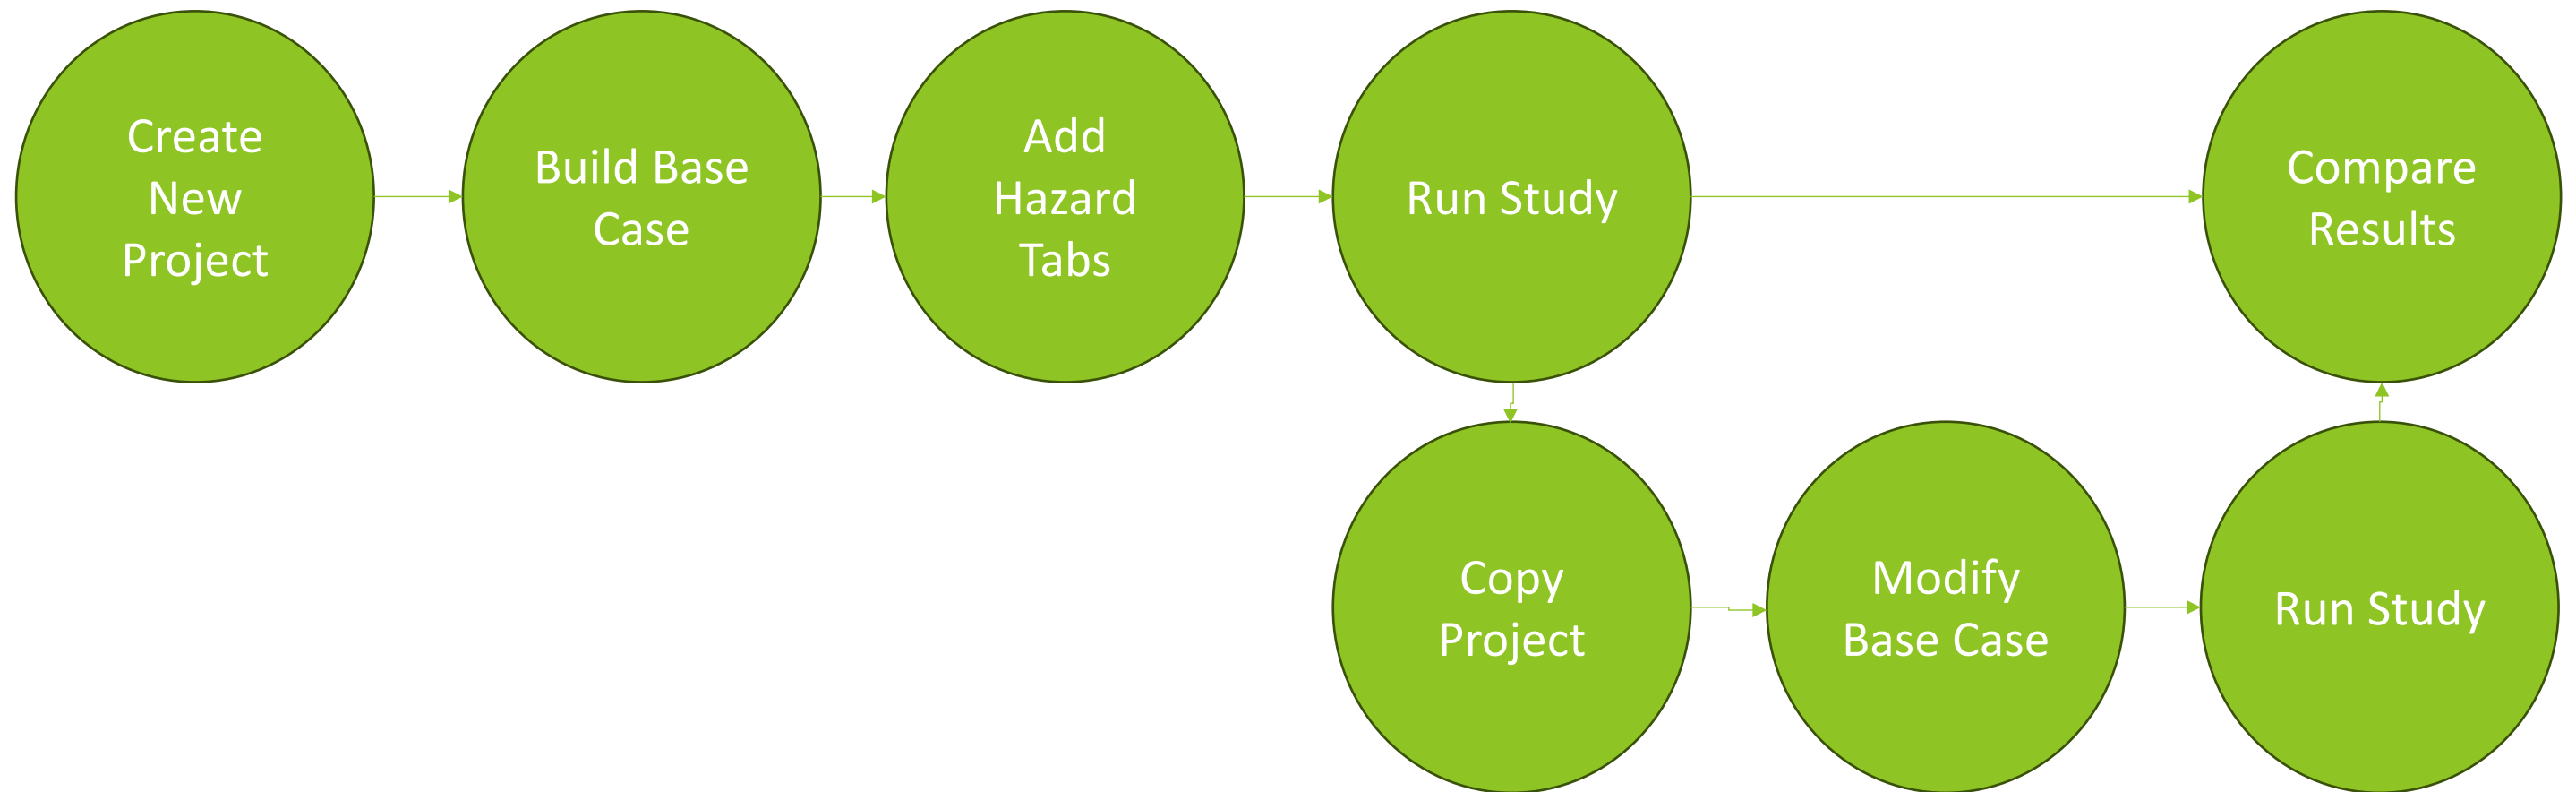 Create
New
Project
Build Base
Case
Add
Hazard
Tabs
Run Study
Compare
Results
Copy
Project
Modify
Base Case
Run Study